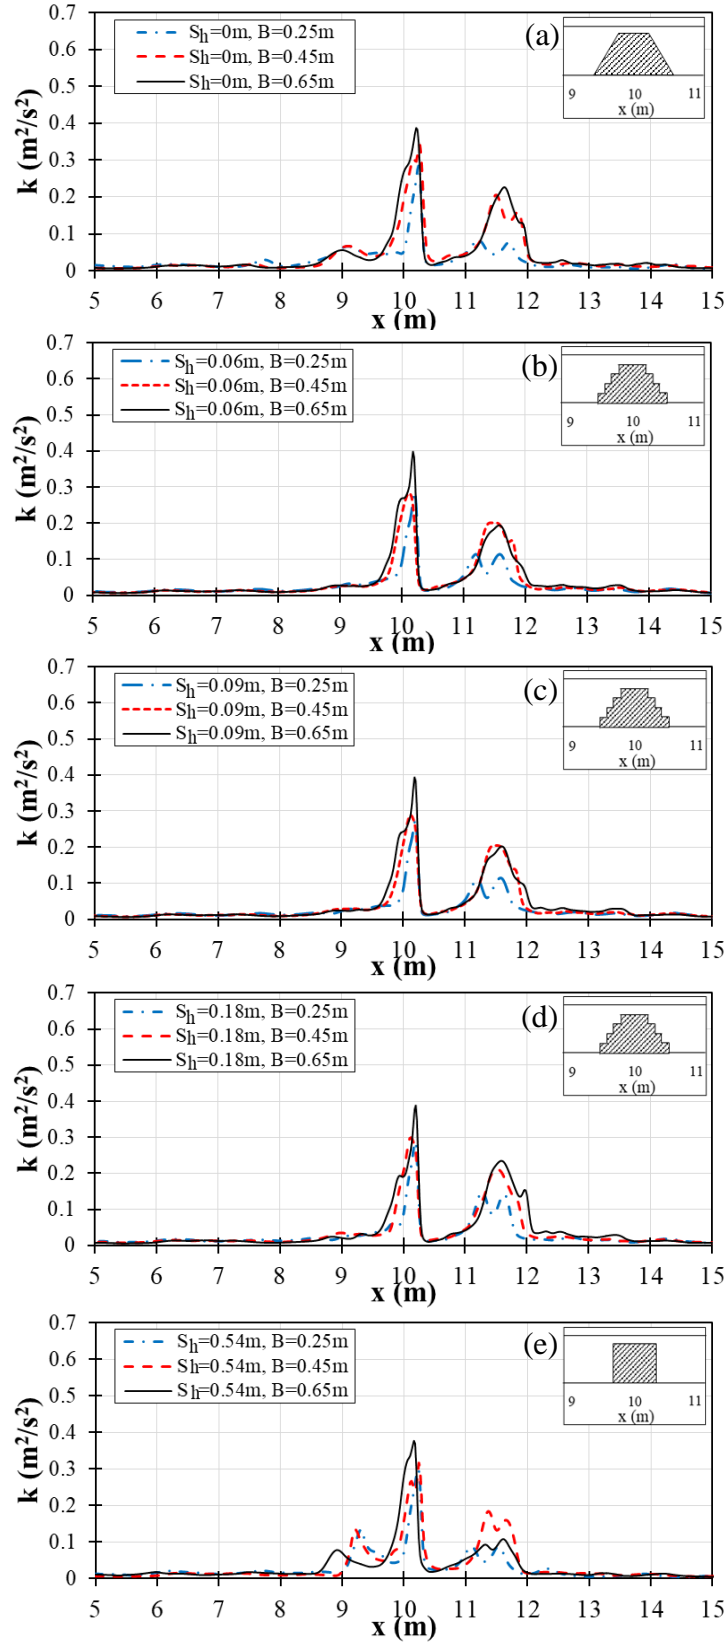 0.7
0.6
0.5
0.4
0.3
0.2
0.1
0
k (m²/s²)
Sh=0m, B=0.25m
Sh=0m, B=0.45m
Sh=0m, B=0.65m
(a)
9 10 11
x (m)
5 6 7 8 9 10 11 12 13 14 15
x (m)
0.7
0.6
0.5
0.4
0.3
0.2
0.1
0
k (m²/s²)
Sh=0.06m, B=0.25m
Sh=0.06m, B=0.45m
Sh=0.06m, B=0.65m
(b)
9 10 11
x (m)
5 6 7 8 9 10 11 12 13 14 15
x (m)
0.7
0.6
0.5
0.4
0.3
0.2
0.1
0
k (m²/s²)
Sh=0.09m, B=0.25m
Sh=0.09m, B=0.45m
Sh=0.09m, B=0.65m
(c)
9 10 11
x (m)
5 6 7 8 9 10 11 12 13 14 15
x (m)
0.7
0.6
0.5
0.4
0.3
0.2
0.1
0
k (m²/s²)
Sh=0.18m, B=0.25m
Sh=0.18m, B=0.45m
Sh=0.18m, B=0.65m
(d)
9 10 11
x (m)
5 6 7 8 9 10 11 12 13 14 15
x (m)
0.7
0.6
0.5
0.4
0.3
0.2
0.1
0
k (m²/s²)
Sh=0.54m, B=0.25m
Sh=0.54m, B=0.45m
Sh=0.54m, B=0.65m
(e)
9 10 11
x (m)
5 6 7 8 9 10 11 12 13 14 15
x (m)